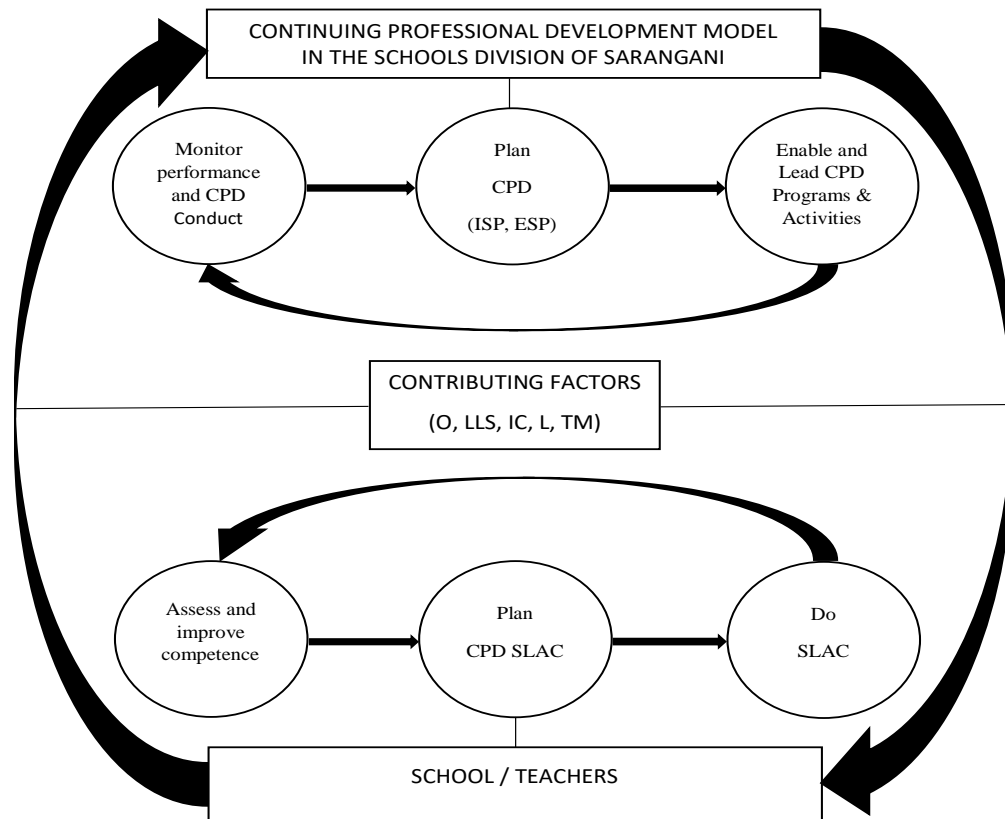 CONTINUING PROFESSIONAL DEVELOPMENT MODEL
IN THE SCHOOLS DIVISION OF SARANGANI
Monitor
performance
and CPD
Conduct
Plan
CPD
(ISP, ESP)
Enable and
Lead CPD
Programs &
Activities
CONTRIBUTING FACTORS
(O, LLS, IC, L, TM)
Assess and
improve
competence
Plan
CPD SLAC
Do
SLAC
SCHOOL / TEACHERS